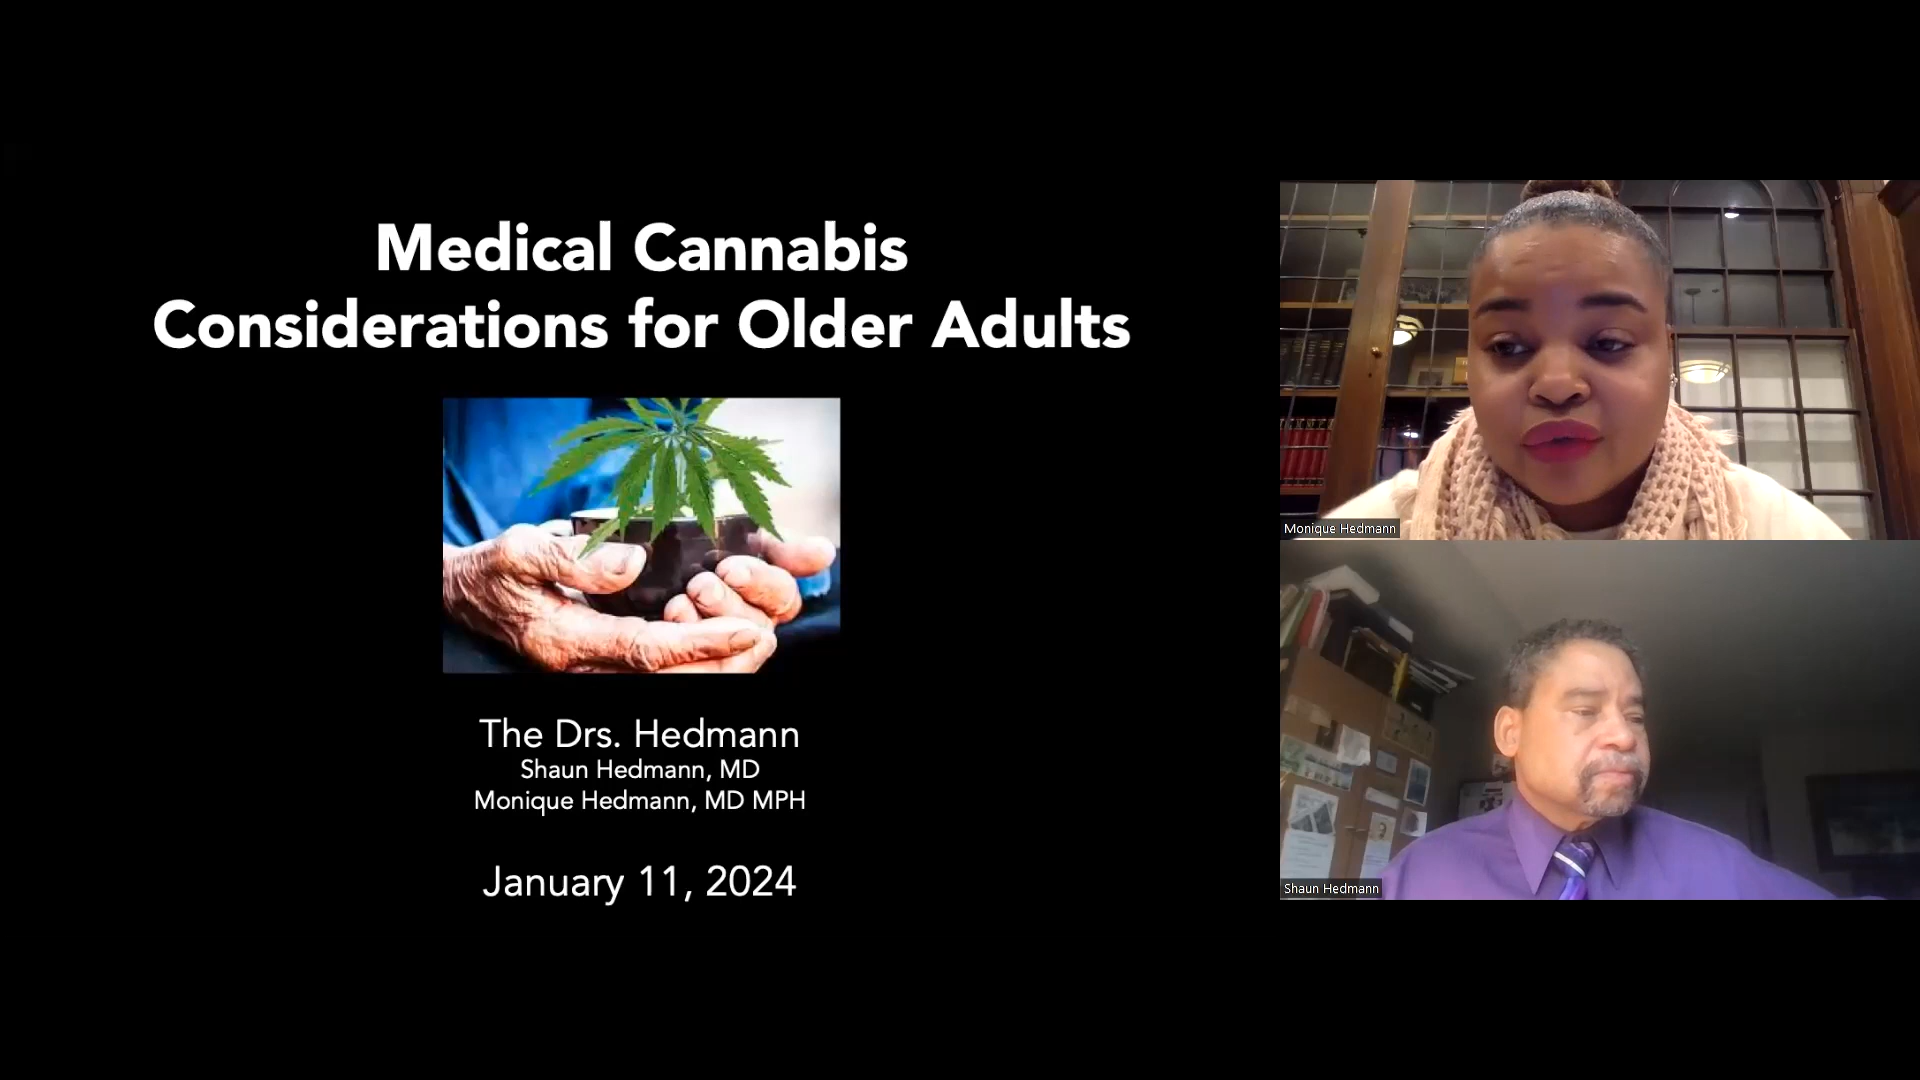 Medical Cannabis
Considerations for Older Adults
The Drs. Hedmann
Shaun Hedmann, MD
Monique Hedmann, MD MPH
January 11, 2024
Monique Hedmann
Shaun Hedmann